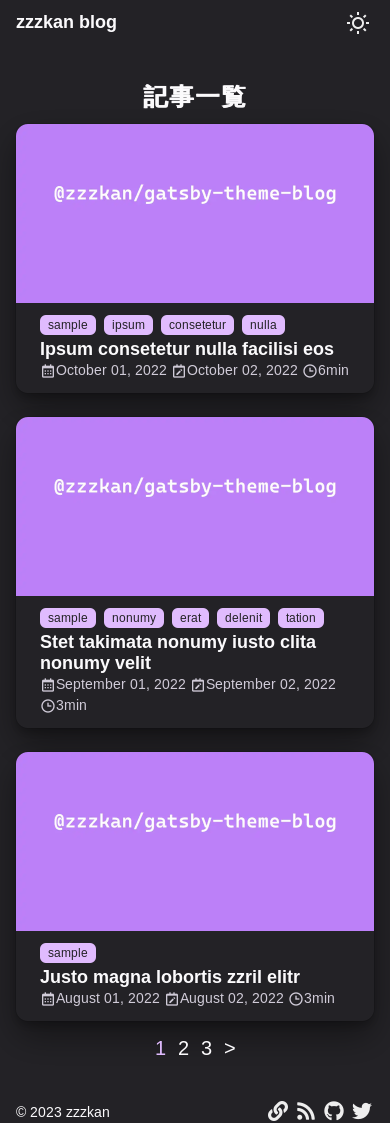 zzzkan blog
記事一覧
@zzzkan/gatsby-theme-blog
sample ipsum consetetur nulla
Ipsum consetetur nulla facilisi eos
October 01, 2022 October 02, 2022 6min
@zzzkan/gatsby-theme-blog
sample nonumy erat delenit tation
Stet takimata nonumy iusto clita
nonumy velit
September 01, 2022 September 02, 2022
3min
@zzzkan/gatsby-theme-blog
sample
Justo magna lobortis zzril elitr
August 01, 2022 August 02, 2022 3min
1 2 3 >
© 2023 zzzkan